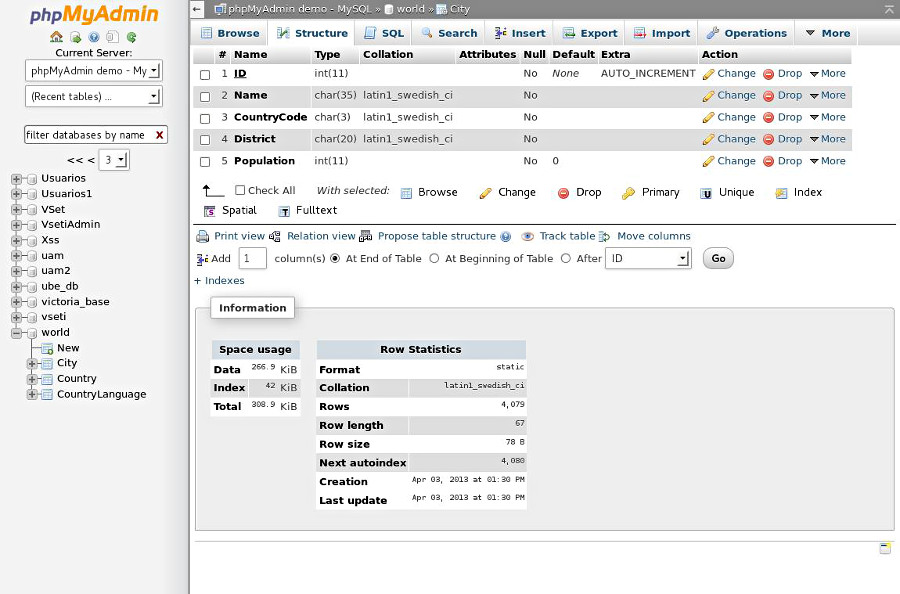 phpMyAdmin
Current Server:
phpMyAdmin demo - My
(Recent tables) ...
filter databases by name X
<< < 3
Usuarios
Usuarios1
VSet
VsetiAdmin
Xss
uam
uam2
ube_db
victoria_base
vseti
world
New
City
Country
CountryLanguage
phpMyAdmin demo - MySQL » world » City
Browse Structure SQL Search Insert Export Import Operations More
# Name Type Collation Attributes Null Default Extra Action
1 ID int(11) No None AUTO_INCREMENT Change Drop More
2 Name char(35) latin1_swedish_ci No Change Drop More
3 CountryCode char(3) latin1_swedish_ci No Change Drop More
4 District char(20) latin1_swedish_ci No Change Drop More
5 Population int(11) No 0 Change Drop More
Check All With selected: Browse Change Drop Primary Unique Index
Spatial Fulltext
Print view Relation view Propose table structure Track table Move columns
Add 1 column(s) At End of Table At Beginning of Table After ID Go
+ Indexes
Information
Space usage
Data 266.9 KiB
Index 42 KiB
Total 308.9 KiB
Row Statistics
Format static
Collation latin1_swedish_ci
Rows 4,079
Row length 67
Row size 78 B
Next autoindex 4,080
Creation Apr 03, 2013 at 01:30 PM
Last update Apr 03, 2013 at 01:30 PM